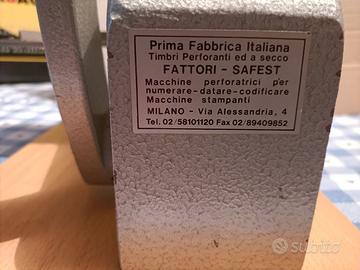 Prima Fabbrica Italiana
Timbri Perforanti ed a secco
FATTORI - SAFEST
Macchine perforatrici per
numerare-datare-codificare
Macchine stampanti
MILANO - Via Alessandria, 4
Tel. 02/58101120 Fax 02/89409852
subito